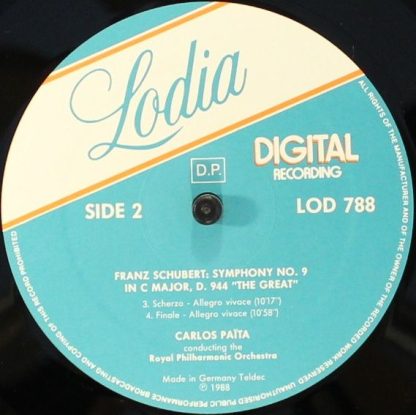 Lodia
D.P.
DIGITAL
RECORDING
SIDE 2
LOD 788
FRANZ SCHUBERT: SYMPHONY NO. 9
IN C MAJOR, D. 944 "THE GREAT"
3. Scherzo - Allegro vivace (10'17")
4. Finale - Allegro vivace (10'58")
CARLOS PAÏTA
conducting the
Royal Philharmonic Orchestra
Made in Germany Teldec
℗ 1988
ALL RIGHTS OF THE MANUFACTURER AND OF THE OWNER OF THE RECORDED WORK RESERVED UNAUTHORISED PUBLIC PERFORMANCE BROADCASTING AND COPYING OF THIS RECORD PROHIBITED